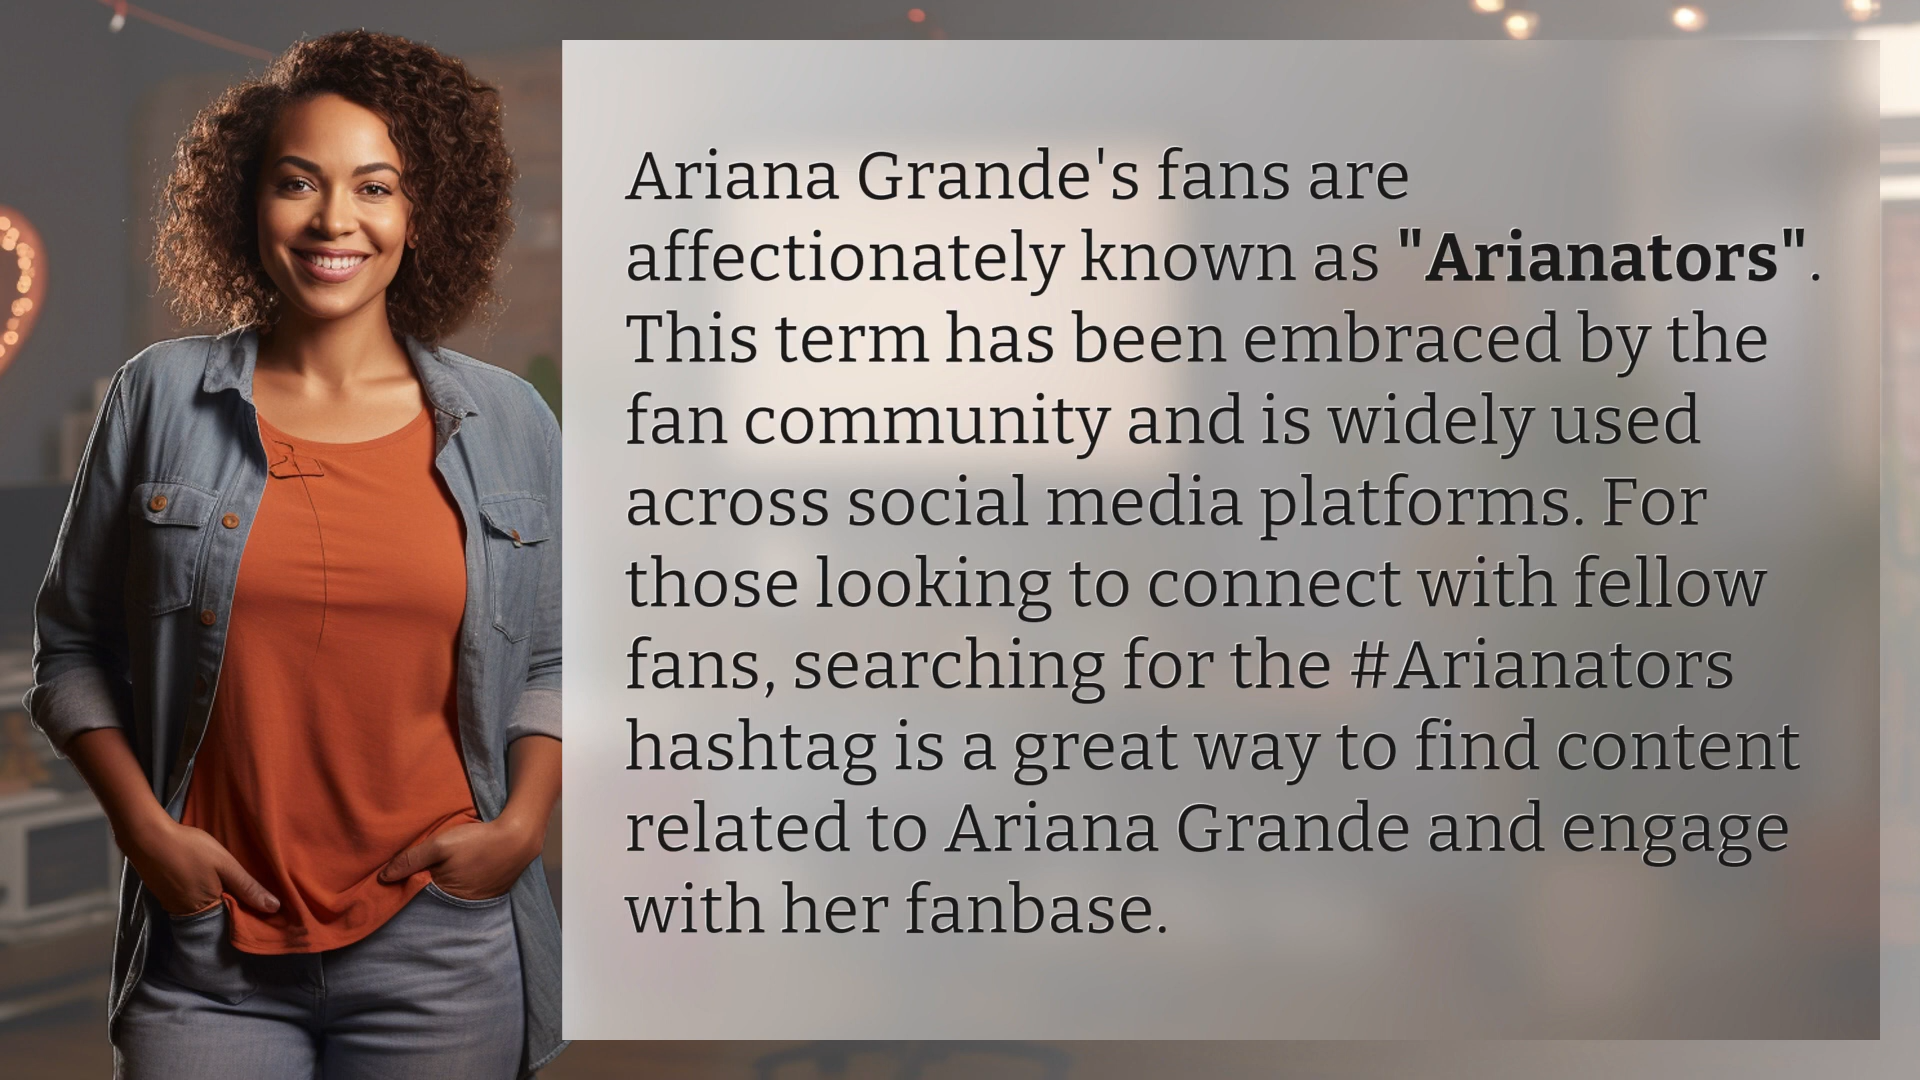 Ariana Grande's fans are
affectionately known as "Arianators".
This term has been embraced by the
fan community and is widely used
across social media platforms. For
those looking to connect with fellow
fans, searching for the #Arianators
hashtag is a great way to find content
related to Ariana Grande and engage
with her fanbase.